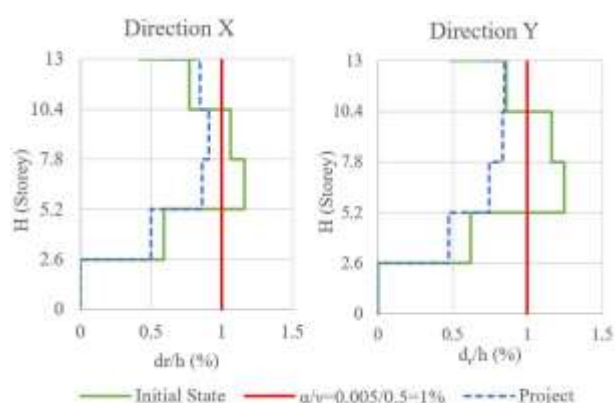 Direction X
Direction Y
13
10.4
7.8
5.2
2.6
0
H (Storey)
0
0.5
1
1.5
dr/h (%)
13
10.4
7.8
5.2
2.6
0
H (Storey)
0
0.5
1
1.5
dᵣ/h (%)
Initial State
α/ν=0.005/0.5=1%
Project